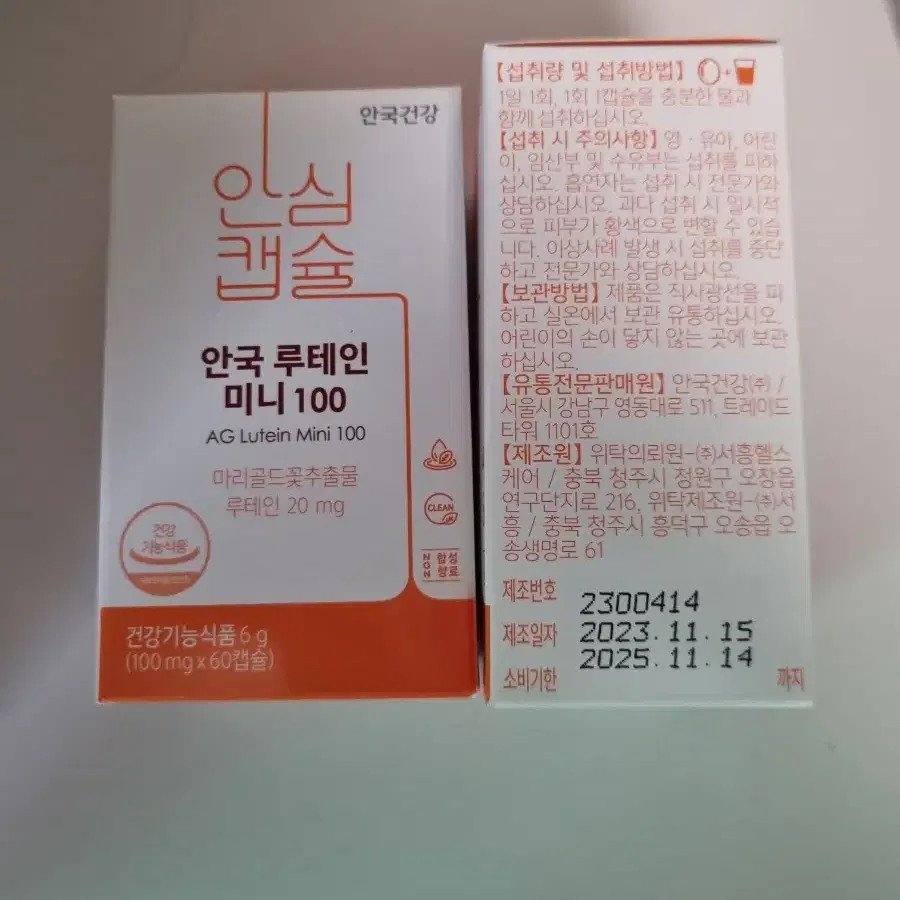 안국건강
안심
캡슐
안국 루테인
미니 100
AG Lutein Mini 100
마리골드꽃추출물
루테인 20 mg
건강
기능식품
CLEAN
NON 합성
향료
건강기능식품 6 g
(100 mg x 60캡슐)
【섭취량 및 섭취방법】
1일 1회, 1회 1캡슐을 충분한 물과
함께 섭취하십시오.
【섭취 시 주의사항】 영·유아, 어린
이, 임산부 및 수유부는 섭취를 피하
십시오. 흡연자는 섭취 시 전문가와
상담하십시오. 과다 섭취 시 일시적
으로 피부가 황색으로 변할 수 있습
니다. 이상사례 발생 시 섭취를 중단
하고 전문가와 상담하십시오.
【보관방법】 제품은 직사광선을 피
하고 실온에서 보관 유통하십시오.
어린이의 손이 닿지 않는 곳에 보관
하십시오.
【유통전문판매원】 안국건강㈜ /
서울시 강남구 영동대로 511, 트레이드
타워 1101호
【제조원】 위탁의뢰원-㈜서흥헬스
케어 / 충북 청주시 청원구 오창읍
연구단지로 216, 위탁제조원-㈜서
흥 / 충북 청주시 흥덕구 오송읍 오
송생명로 61
제조번호 2300414
제조일자 2023.11.15
소비기한 2025.11.14 까지